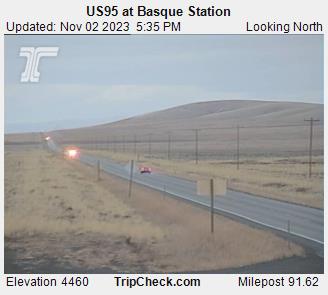 US95 at Basque Station
Updated: Nov 02 2023 5:35 PM Looking North
Elevation 4460 TripCheck.com Milepost 91.62